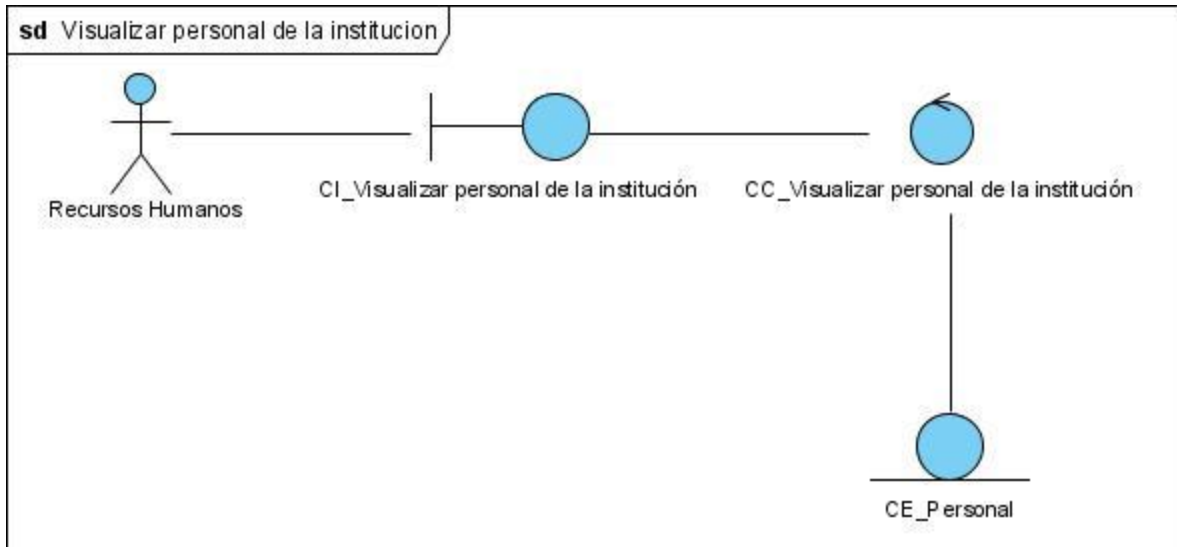 sd Visualizar personal de la institucion
Recursos Humanos
CI_Visualizar personal de la institución
CC_Visualizar personal de la institución
CE_Personal